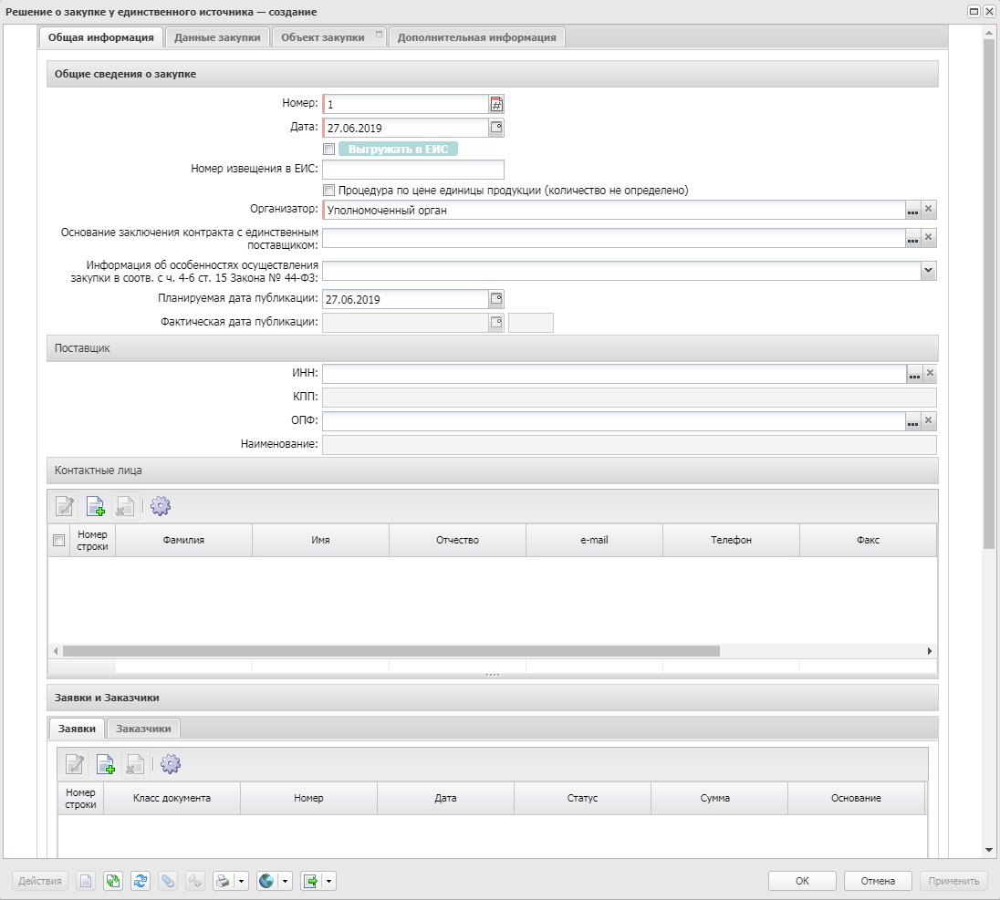 Решение о закупке у единственного источника — создание
Общая информация
Данные закупки
Объект закупки
Дополнительная информация
Общие сведения о закупке
Номер:
1
Дата:
27.06.2019
Выгружать в ЕИС
Номер извещения в ЕИС:
Процедура по цене единицы продукции (количество не определено)
Организатор:
Уполномоченный орган
Основание заключения контракта с единственным
поставщиком:
Информация об особенностях осуществления
закупки в соотв. с ч. 4-6 ст. 15 Закона № 44-ФЗ:
Планируемая дата публикации:
27.06.2019
Фактическая дата публикации:
Поставщик
ИНН:
КПП:
ОПФ:
Наименование:
Контактные лица
Номер
строки
Фамилия
Имя
Отчество
e-mail
Телефон
Факс
Заявки и Заказчики
Заявки
Заказчики
Номер
строки
Класс документа
Номер
Дата
Статус
Сумма
Основание
Действия
ОК
Отмена
Применить